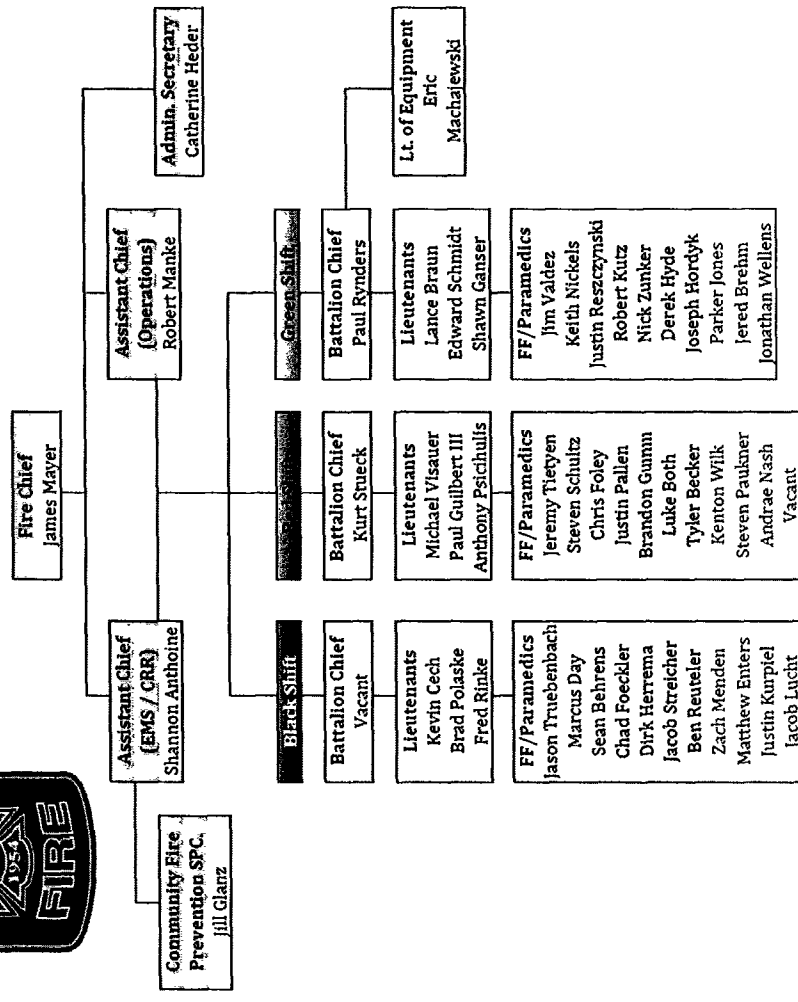 1954
FIRE
Fire Chief
James Mayer
Assistant Chief
(EMS / CRR)
Shannon Anthoine
Assistant Chief
(Operations)
Robert Manke
Admin. Secretary
Catherine Heder
Community Fire
Prevention SPC.
Jill Glanz
Black Shift
Battalion Chief
Vacant
Lieutenants
Kevin Cech
Brad Polaske
Fred Rinke
FF/Paramedics
Jason Truebenbach
Marcus Day
Sean Behrens
Chad Foeckler
Dirk Herrema
Jacob Streicher
Ben Reuteler
Zach Menden
Matthew Enters
Justin Kurpiel
Jacob Lucht
Battalion Chief
Kurt Stueck
Lieutenants
Michael Visauer
Paul Guilbert III
Anthony Psicihulis
FF/Paramedics
Jeremy Tietyen
Steven Schultz
Chris Foley
Justin Pallen
Brandon Gumm
Luke Both
Tyler Becker
Kenton Wilk
Steven Paukner
Andrae Nash
Vacant
Green Shift
Battalion Chief
Paul Rynders
Lieutenants
Lance Braun
Edward Schmidt
Shawn Ganser
FF/Paramedics
Jim Valdez
Keith Nickels
Justin Reszczynski
Robert Kutz
Nick Zunker
Derek Hyde
Joseph Hordyk
Parker Jones
Jered Brehm
Jonathan Wellens
Lt. of Equipment
Eric
Machajewski